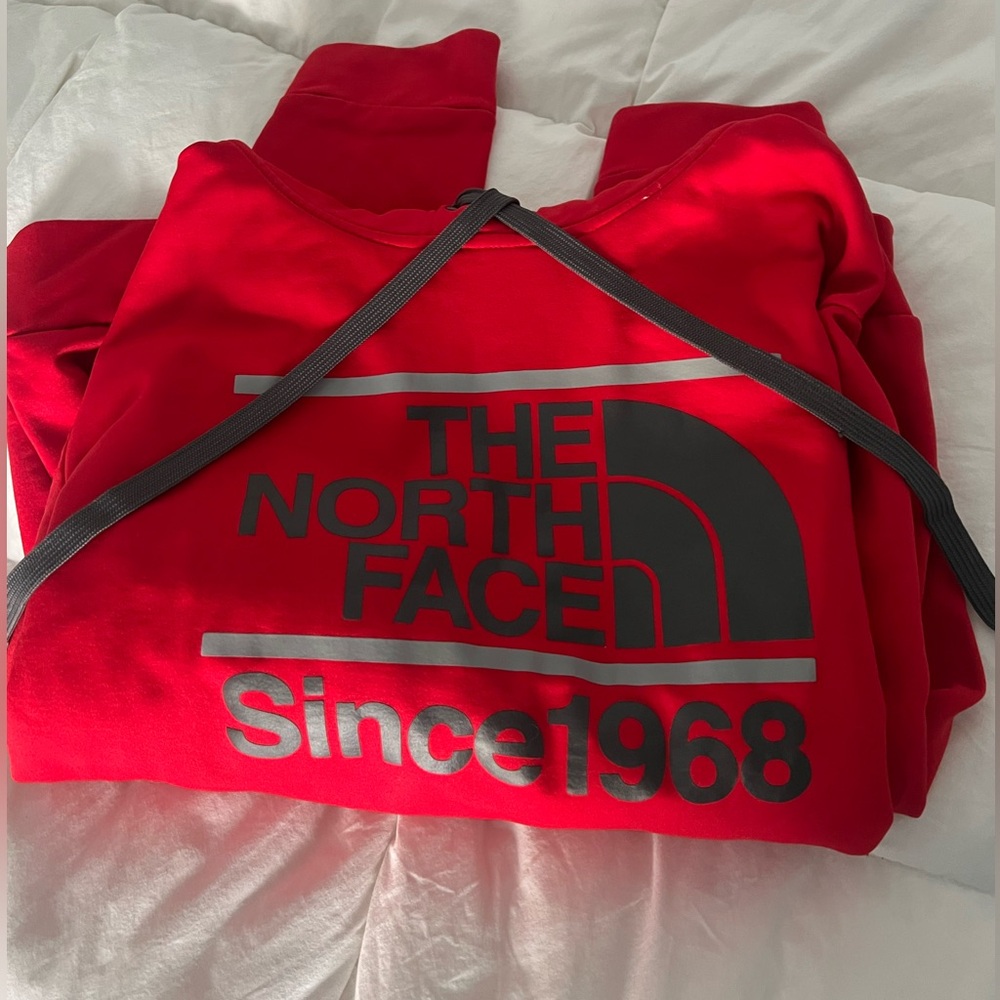 THE
NORTH
FACE
Since1968